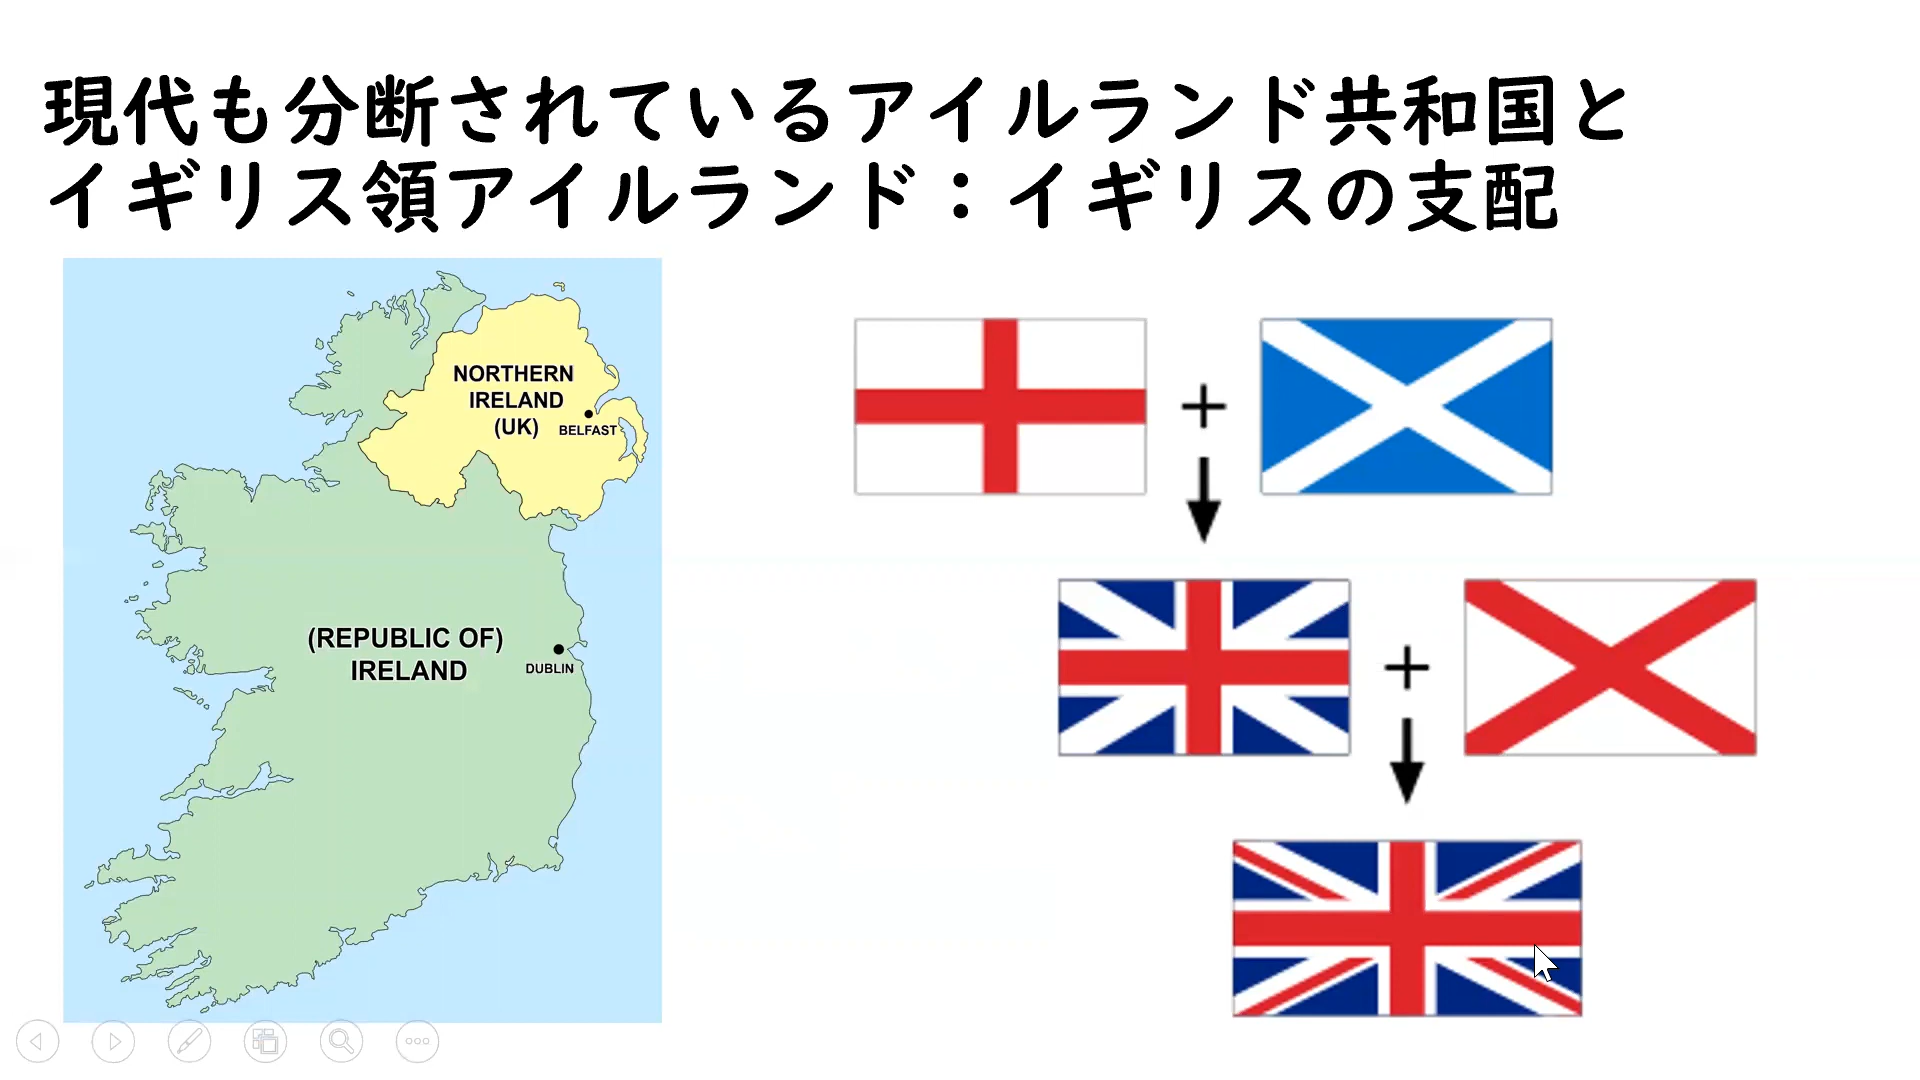 現代も分断されているアイルランド共和国と
イギリス領アイルランド：イギリスの支配
NORTHERN
IRELAND
(UK)
BELFAST
(REPUBLIC OF)
IRELAND
DUBLIN
+
+